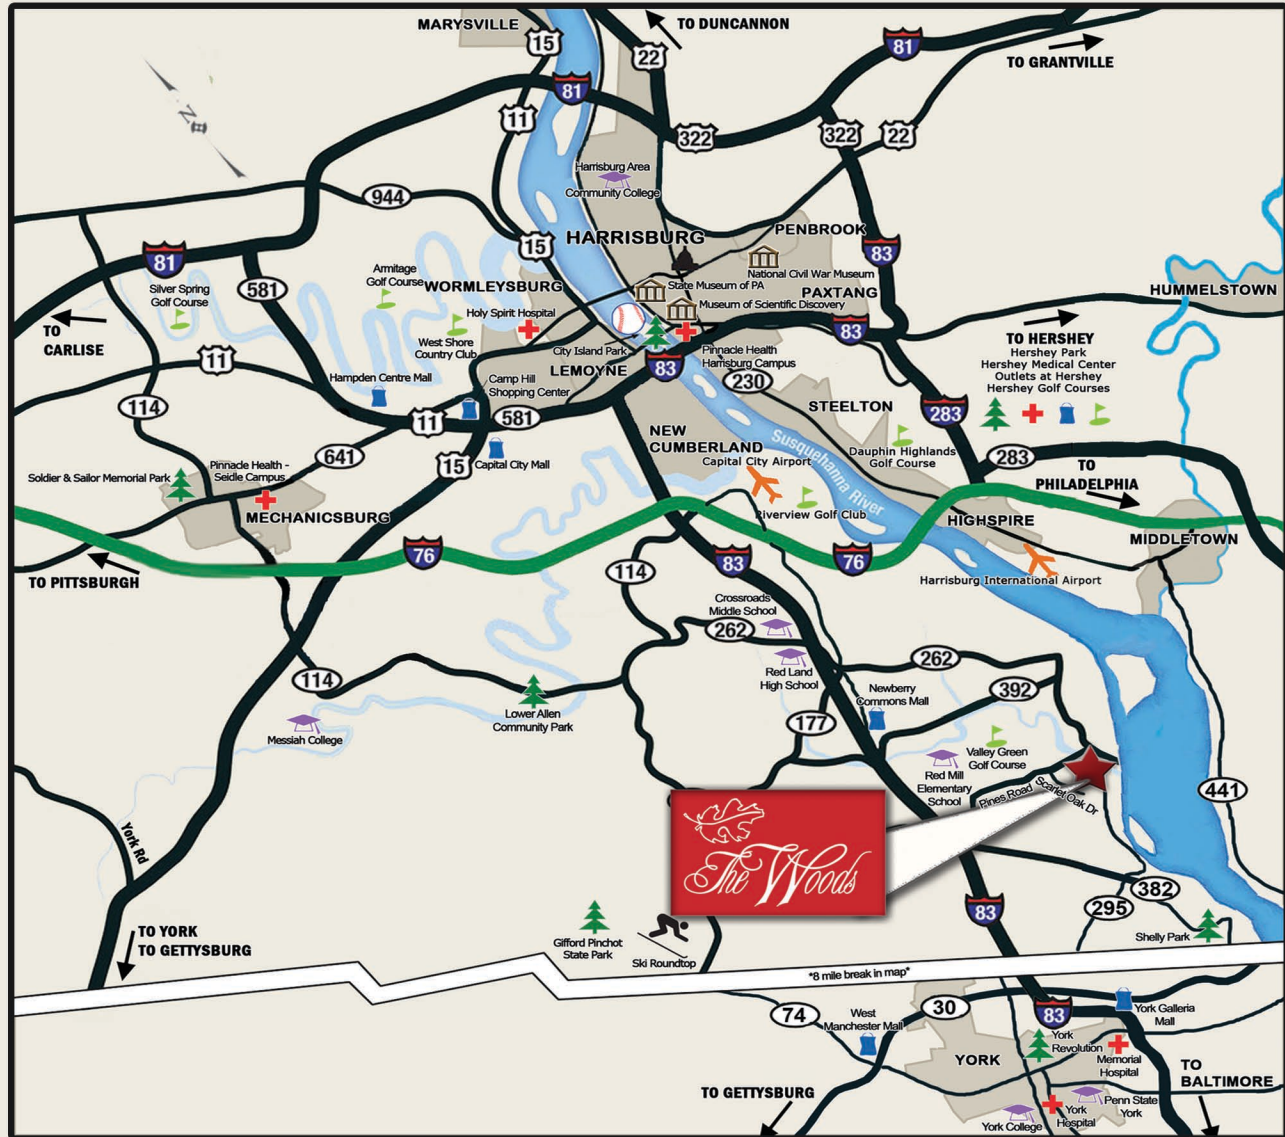 MARYSVILLE
15
TO DUNCANNON
22
81
TO GRANTVILLE
81
11
322
322
22
N
Harrisburg Area
Community College
944
HARRISBURG
PENBROOK
15
83
81
National Civil War Museum
Armitage
Golf Course
State Museum of PA
581
Silver Spring
Golf Course
WORMLEYSBURG
PAXTANG
HUMMELSTOWN
Museum of Scientific Discovery
Holy Spirit Hospital
TO
CARLISE
83
TO HERSHEY
Hershey Park
Hershey Medical Center
Outlets at Hershey
Hershey Golf Courses
West Shore
Country Club
City Island Park
Pinnacle Health
Harrisburg Campus
11
LEMOYNE
83
230
Hampden Centre Mall
Camp Hill
Shopping Center
114
STEELTON
283
11
581
NEW
CUMBERLAND
Susquehanna River
Dauphin Highlands
Golf Course
641
283
15
Capital City Mall
Capital City Airport
TO
PHILADELPHIA
Soldier & Sailor Memorial Park
Pinnacle Health -
Seidle Campus
MECHANICSBURG
Riverview Golf Club
HIGHSPIRE
MIDDLETOWN
76
83
76
TO PITTSBURGH
114
Harrisburg International Airport
Crossroads
Middle School
262
262
Red Land
High School
114
Newberry
Commons Mall
392
Lower Allen
Community Park
177
Messiah College
Valley Green
Golf Course
Red Mill
Elementary
School
Pines Road
Scarlet Oak Dr
441
York Rd
The Woods
382
295
83
TO YORK
TO GETTYSBURG
Gifford Pinchot
State Park
Ski Roundtop
Shelly Park
*8 mile break in map*
74
West
Manchester Mall
30
83
York Galleria
Mall
York
Revolution
Memorial
Hospital
YORK
TO
BALTIMORE
TO GETTYSBURG
Penn State
York
York College
York
Hospital